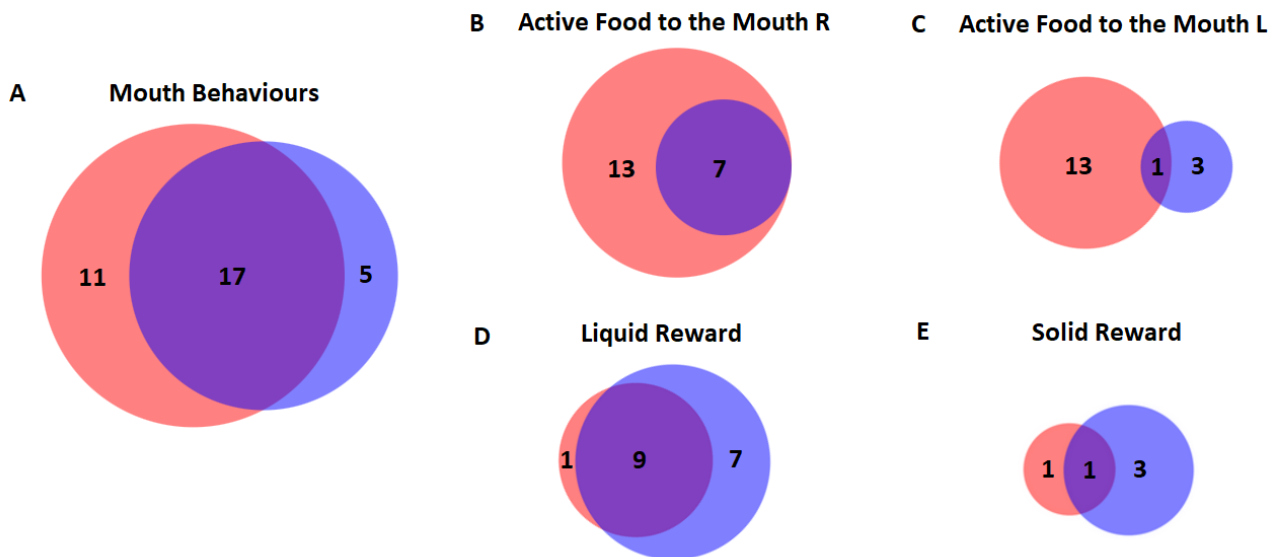 A Mouth Behaviours
11 17 5
B Active Food to the Mouth R
13 7
C Active Food to the Mouth L
13 1 3
D Liquid Reward
1 9 7
E Solid Reward
1 1 3